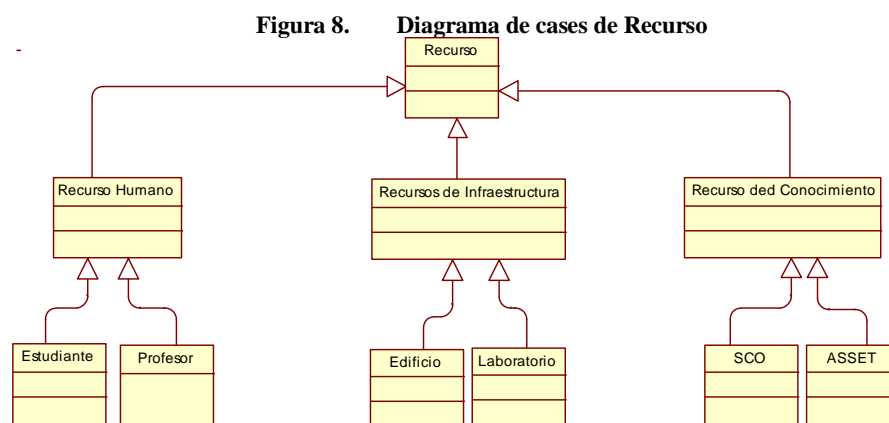 Figura 8. Diagrama de cases de Recurso
Recurso
Recurso Humano
Recursos de Infraestructura
Recurso ded Conocimiento
Estudiante
Profesor
Edificio
Laboratorio
SCO
ASSET